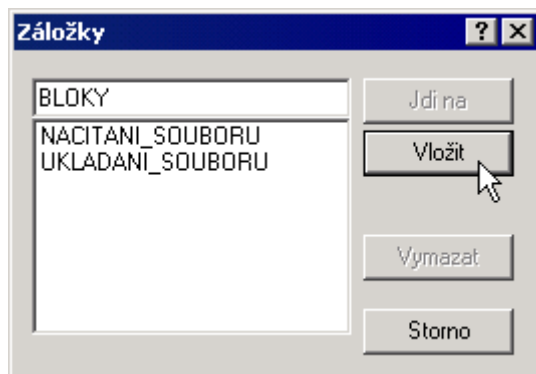 Záložky
BLOKY
NACITANI_SOUBORU
UKLADANI_SOUBORU
Jdi na
Vložit
Vymazat
Storno